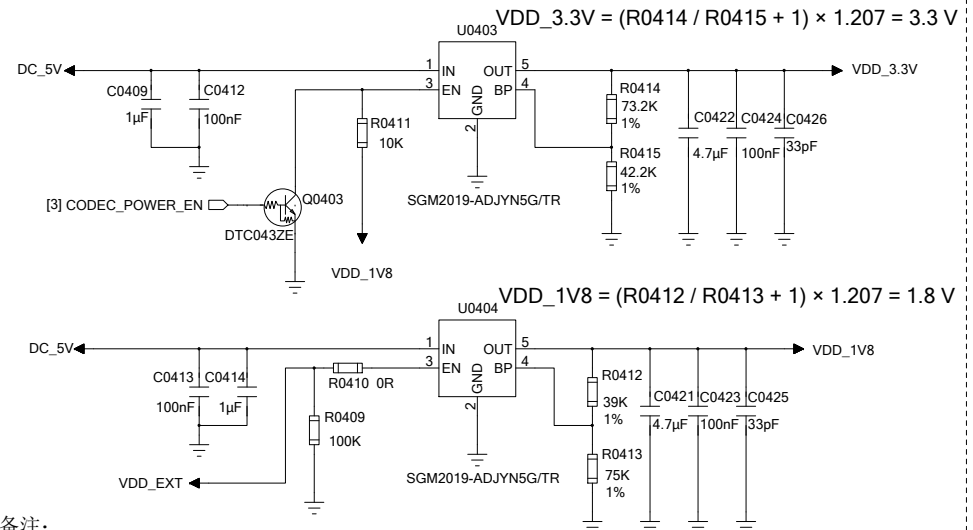 VDD_3.3V = (R0414 / R0415 + 1) × 1.207 = 3.3 V
U0403
DC_5V
1
IN
OUT
5
VDD_3.3V
3
EN
BP
4
GND
2
C0409
1μF
C0412
100nF
R0411
10K
R0414
73.2K
1%
R0415
42.2K
1%
C0422
4.7μF
C0424
100nF
C0426
33pF
SGM2019-ADJYN5G/TR
[3] CODEC_POWER_EN
Q0403
DTC043ZE
VDD_1V8
VDD_1V8 = (R0412 / R0413 + 1) × 1.207 = 1.8 V
U0404
DC_5V
1
IN
OUT
5
VDD_1V8
3
EN
BP
4
GND
2
C0413
100nF
C0414
1μF
R0410 0R
R0409
100K
R0412
39K
1%
R0413
75K
1%
C0421
4.7μF
C0423
100nF
C0425
33pF
SGM2019-ADJYN5G/TR
VDD_EXT
备注: